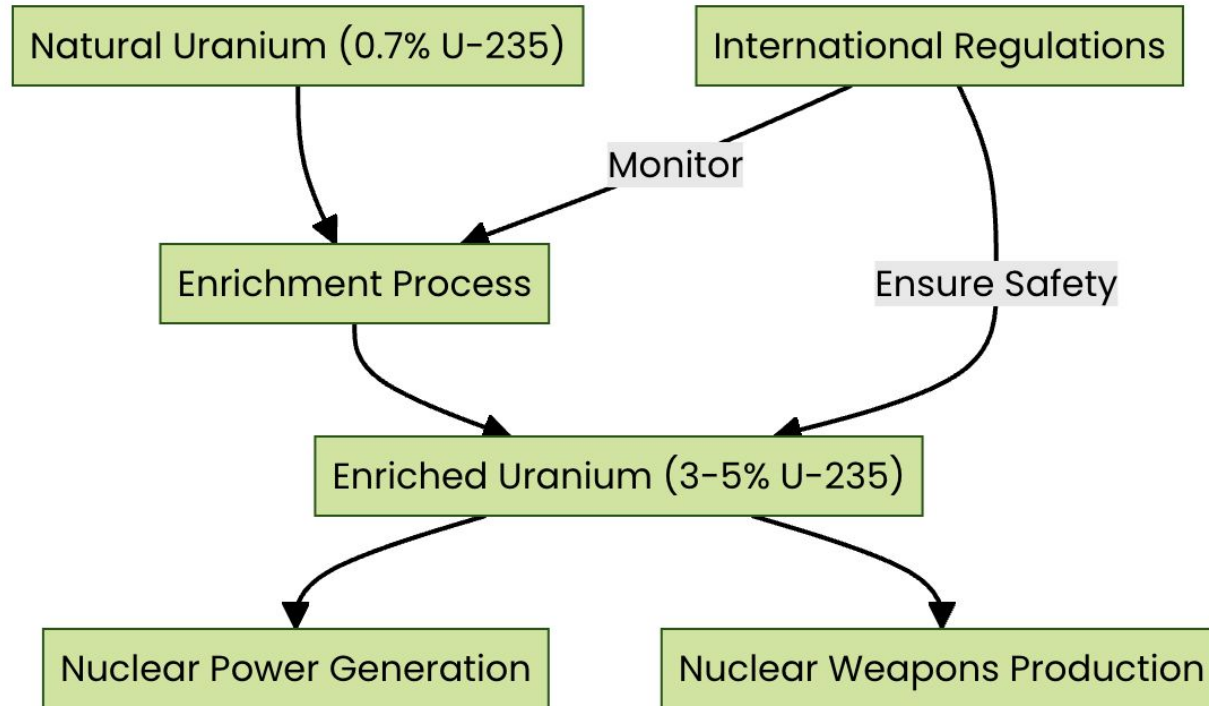 Natural Uranium (0.7% U-235)
International Regulations
Monitor
Enrichment Process
Ensure Safety
Enriched Uranium (3-5% U-235)
Nuclear Power Generation
Nuclear Weapons Production